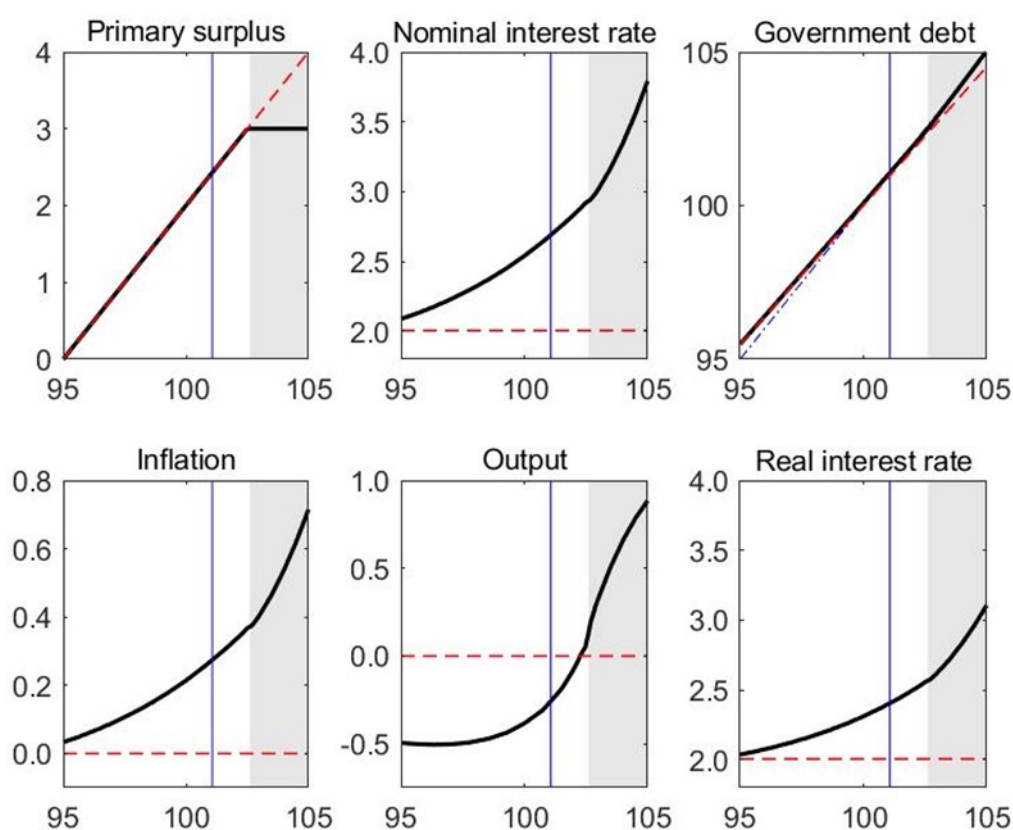 Primary surplus
4
3
2
1
0
95 100 105
Nominal interest rate
4.0
3.5
3.0
2.5
2.0
95 100 105
Government debt
105
100
95
95 100 105
Inflation
0.8
0.6
0.4
0.2
0.0
95 100 105
Output
1.0
0.5
0.0
-0.5
95 100 105
Real interest rate
4.0
3.5
3.0
2.5
2.0
95 100 105